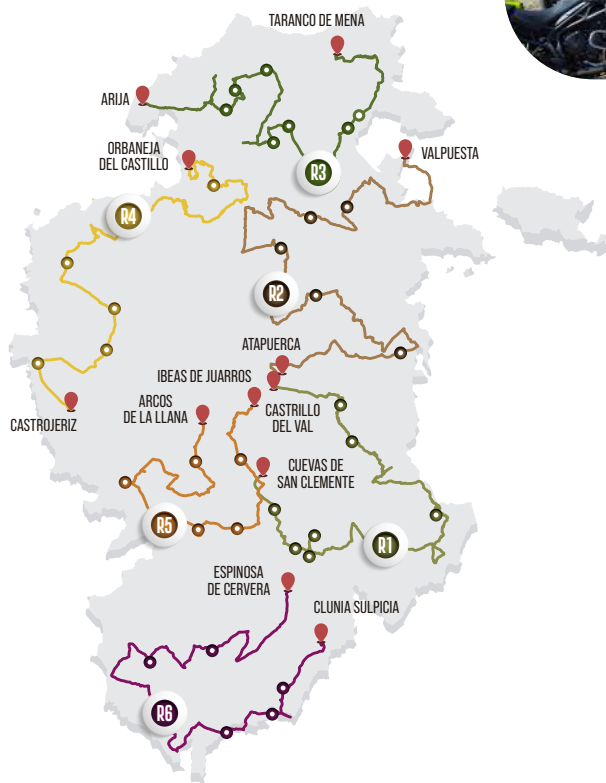 TARANCO DE MENA
ARIJA
ORBANEJA
DEL CASTILLO
VALPUESTA
R3
R4
R2
ATAPUERCA
IBEAS DE JUARROS
ARCOS
DE LA LLANA
CASTRILLO
DEL VAL
CASTROJERIZ
CUEVAS DE
SAN CLEMENTE
R5
R1
ESPINOSA
DE CERVERA
CLUNIA SULPICIA
R6